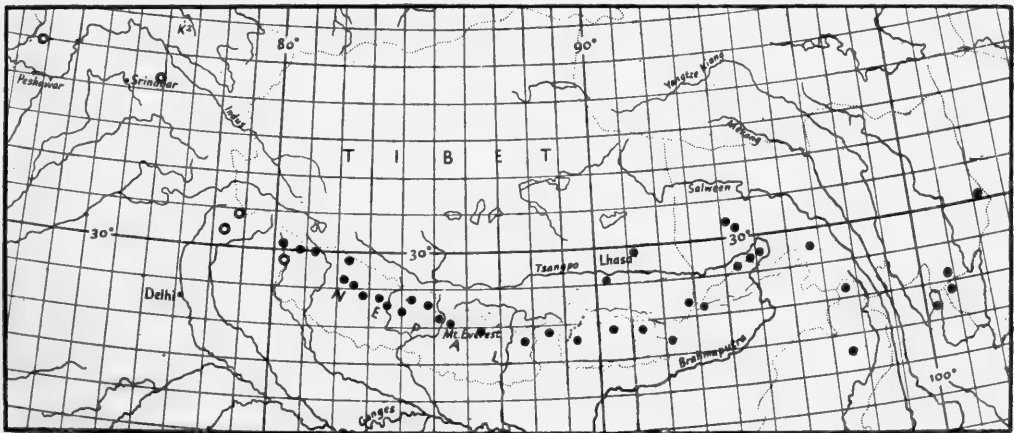 K2
80°
90°
Peshawar
Srinagar
Indus
Yangtze Kiang
Mekong
T I B E T
Salween
30°
30°
30°
Lhasa
Tsangpo
Delhi
N E P A L
Mt. Everest
Brahmaputra
100°
Ganges